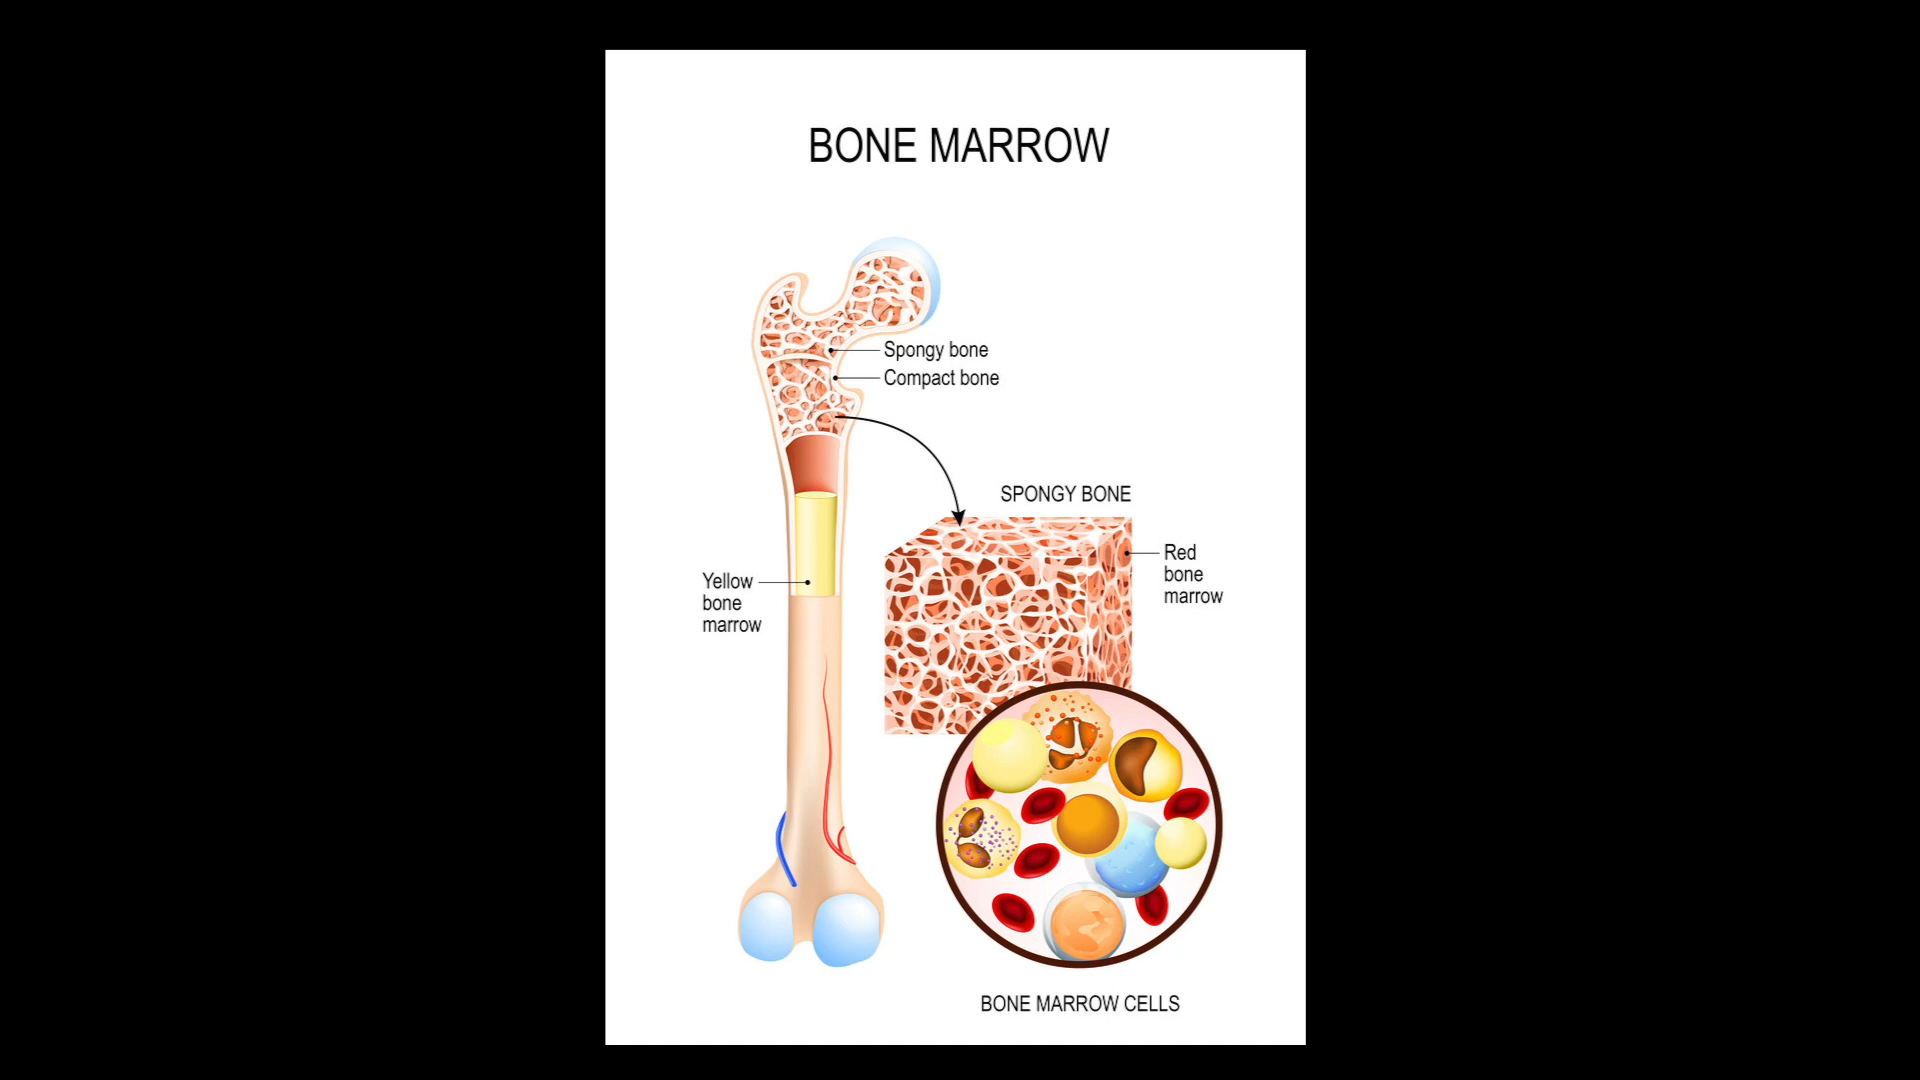 BONE MARROW
Spongy bone
Compact bone
SPONGY BONE
Red
bone
marrow
Yellow
bone
marrow
BONE MARROW CELLS